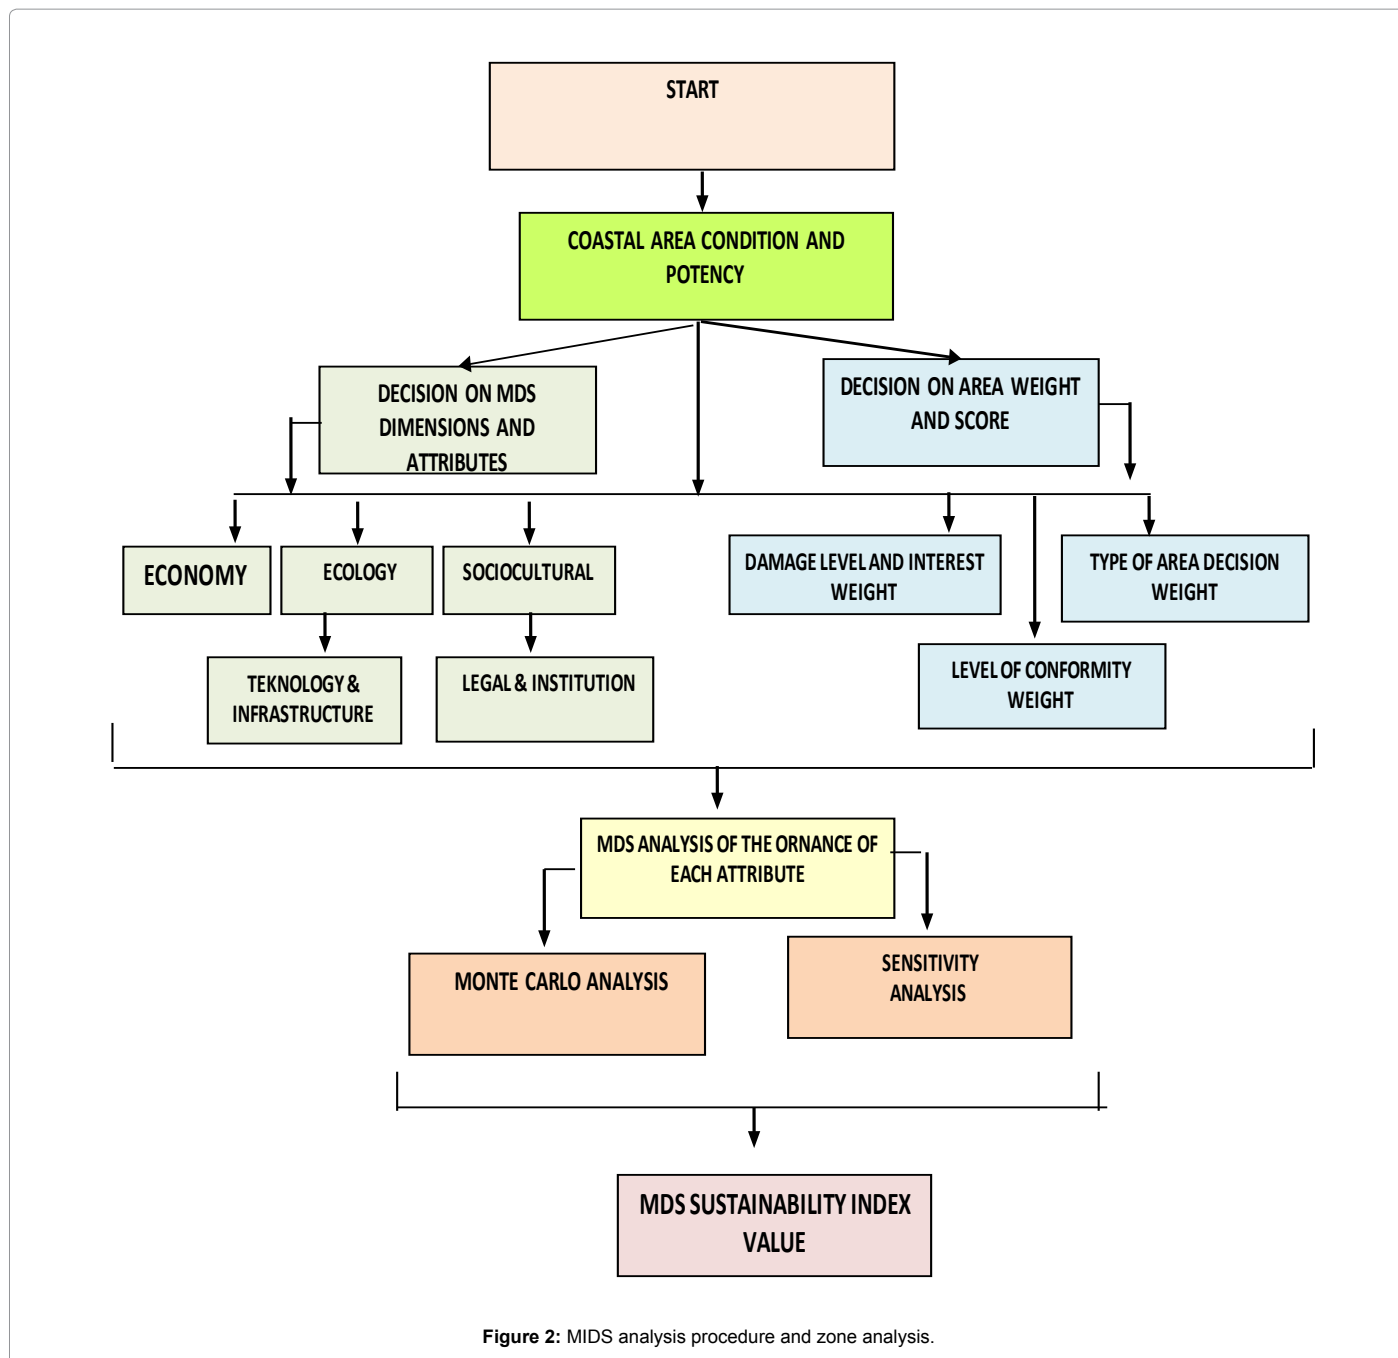 START
COASTAL AREA CONDITION AND
POTENCY
DECISION ON MDS
DIMENSIONS AND
ATTRIBUTES
DECISION ON AREA WEIGHT
AND SCORE
ECONOMY
ECOLOGY
SOCIOCULTURAL
DAMAGE LEVEL AND INTEREST
WEIGHT
TYPE OF AREA DECISION
WEIGHT
TEKNOLOGY &
INFRASTRUCTURE
LEGAL & INSTITUTION
LEVEL OF CONFORMITY
WEIGHT
MDS ANALYSIS OF THE ORNANCE OF
EACH ATTRIBUTE
MONTE CARLO ANALYSIS
SENSITIVITY
ANALYSIS
MDS SUSTAINABILITY INDEX
VALUE
Figure 2: MIDS analysis procedure and zone analysis.